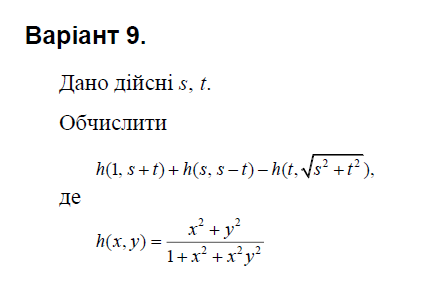 Варіант 9.
Дано дійсні s, t.
Обчислити
h(1, s+t)+h(s, s−t)−h(t, √(s²+t²)),
де
h(x, y) = (x²+y²)/(1+x²+x²y²)